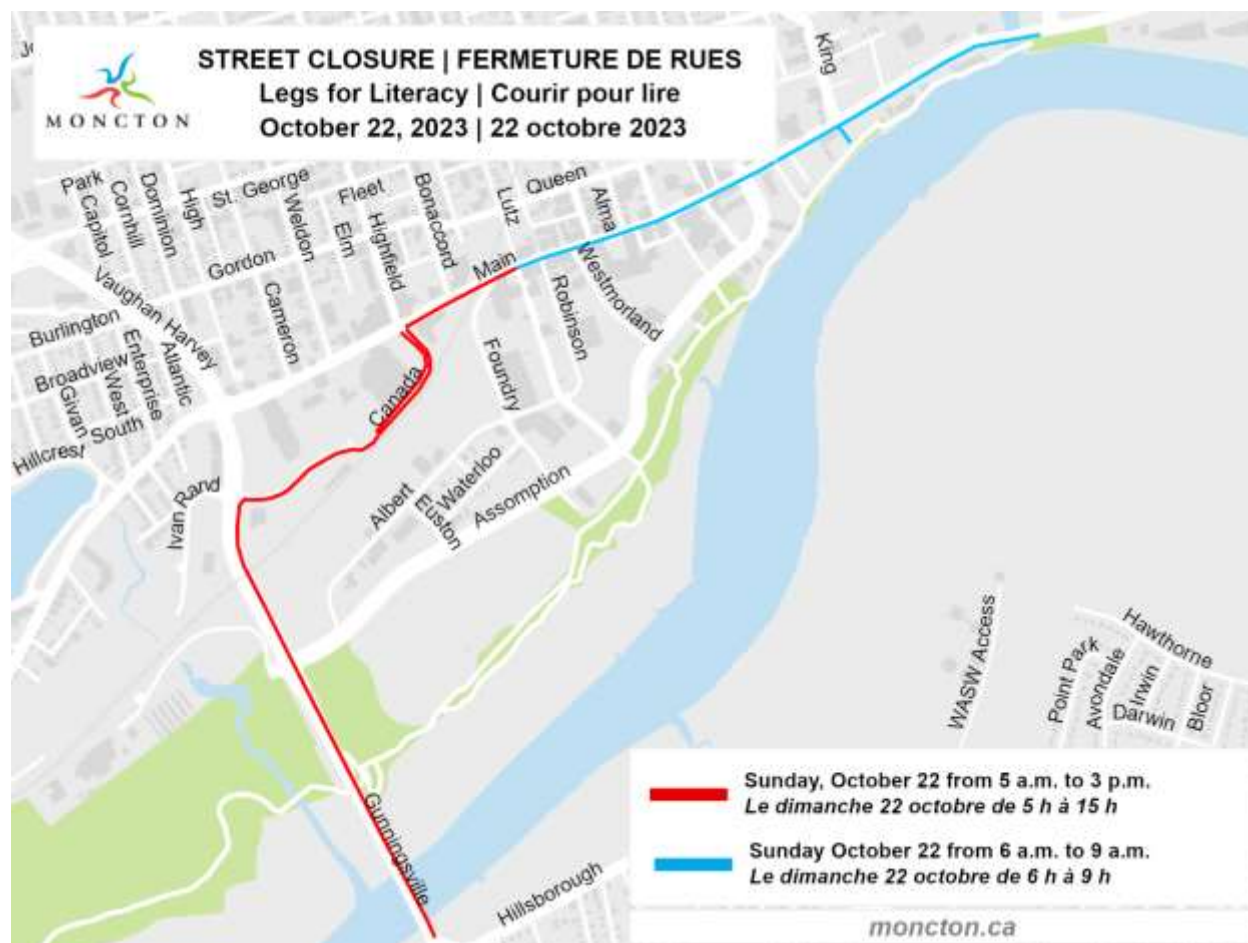 STREET CLOSURE | FERMETURE DE RUES
Legs for Literacy | Courir pour lire
October 22, 2023 | 22 octobre 2023
MONCTON
King
Park
Capitol
Cornhill
Dominion
High
St. George
Weldon
Fleet
Elm
Highfield
Bonaccord
Lutz
Queen
Alma
Gordon
Main
Westmorland
Robinson
Vaughan Harvey
Cameron
Burlington
Broadview
Givan
West
Enterprise
Atlantic
South
Hillcrest
Foundry
Canada
Ivan Rand
Albert
Euston
Waterloo
Assomption
Gunningsville
Hillsborough
WASW Access
Point Park
Avondale
Irwin
Darwin
Hawthorne
Bloor
Sunday, October 22 from 5 a.m. to 3 p.m.
Le dimanche 22 octobre de 5 h à 15 h
Sunday October 22 from 6 a.m. to 9 a.m.
Le dimanche 22 octobre de 6 h à 9 h
moncton.ca